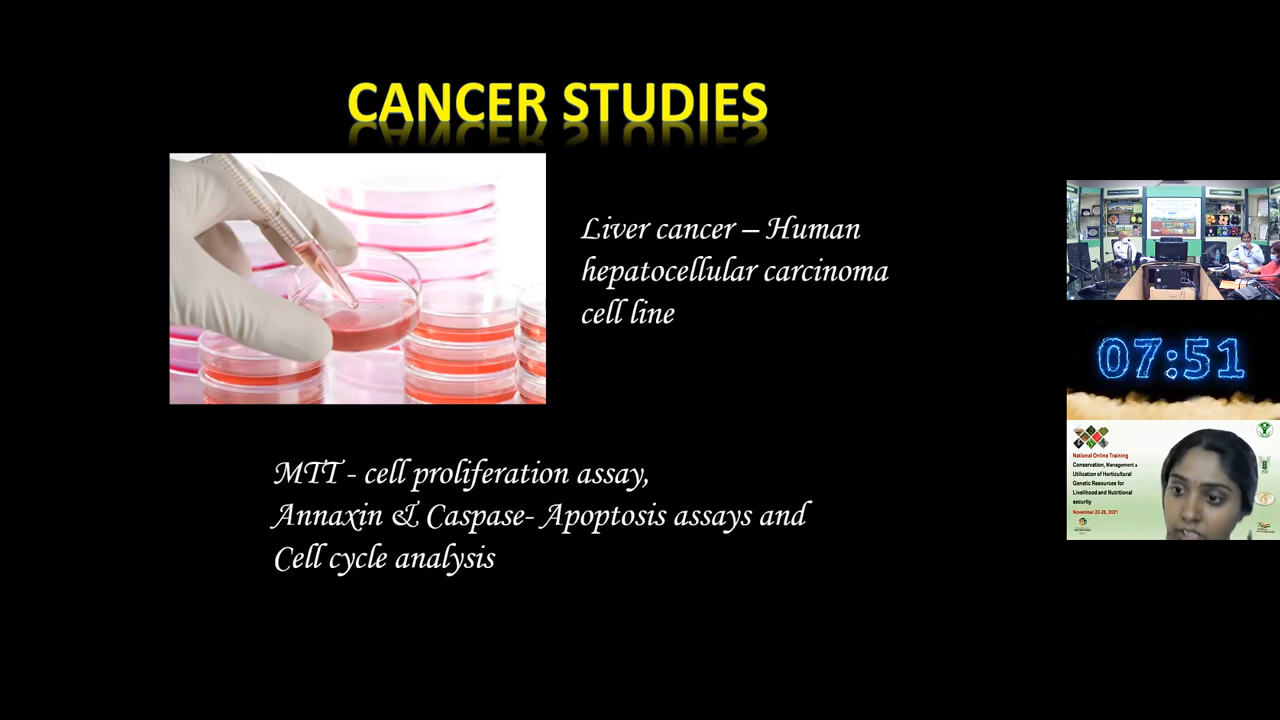 CANCER STUDIES
Liver cancer – Human
hepatocellular carcinoma
cell line
MTT - cell proliferation assay,
Annaxin & Caspase- Apoptosis assays and
Cell cycle analysis
07:51
National Online Training
Conservation, Management &
Utilization of Horticultural
Genetic Resources for
Livelihood and Nutritional
security
November 22-26, 2021